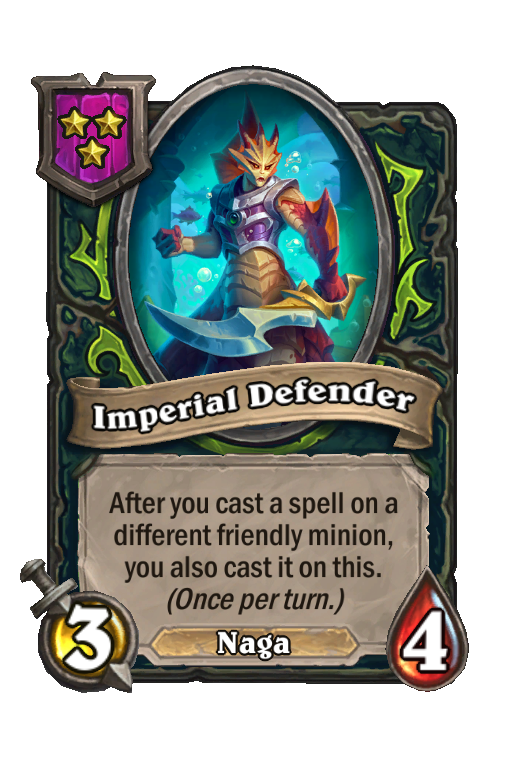 Imperial Defender
After you cast a spell on a
different friendly minion,
you also cast it on this.
(Once per turn.)
3
Naga
4